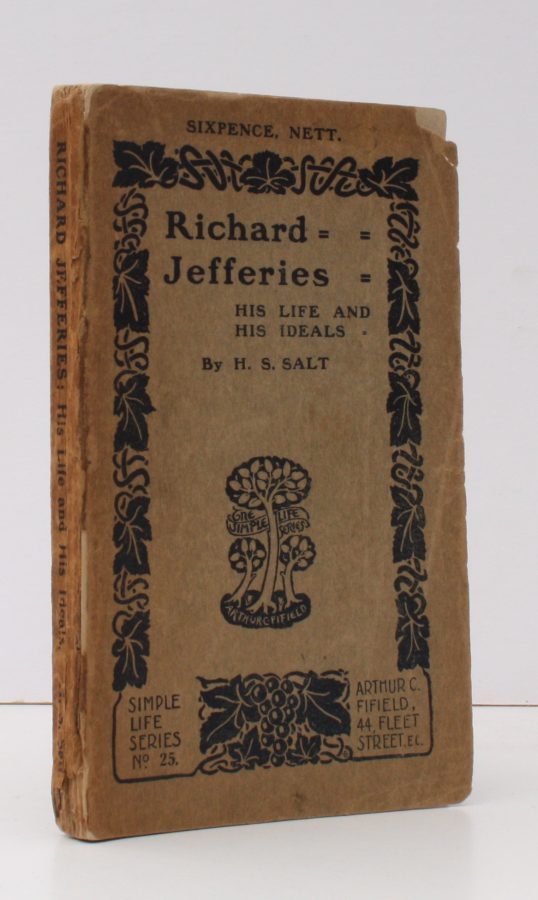 SIXPENCE, NETT.
Richard = =
Jefferies =
HIS LIFE AND
HIS IDEALS -
By H. S. SALT
THE LIFE
SIMPLE SERIES
ARTHUR C FIFIELD
SIMPLE
LIFE
SERIES
No 25.
ARTHUR C.
FIFIELD,
44, FLEET
STREET, E.C.
RICHARD JEFFERIES: His Life and His Ideals.